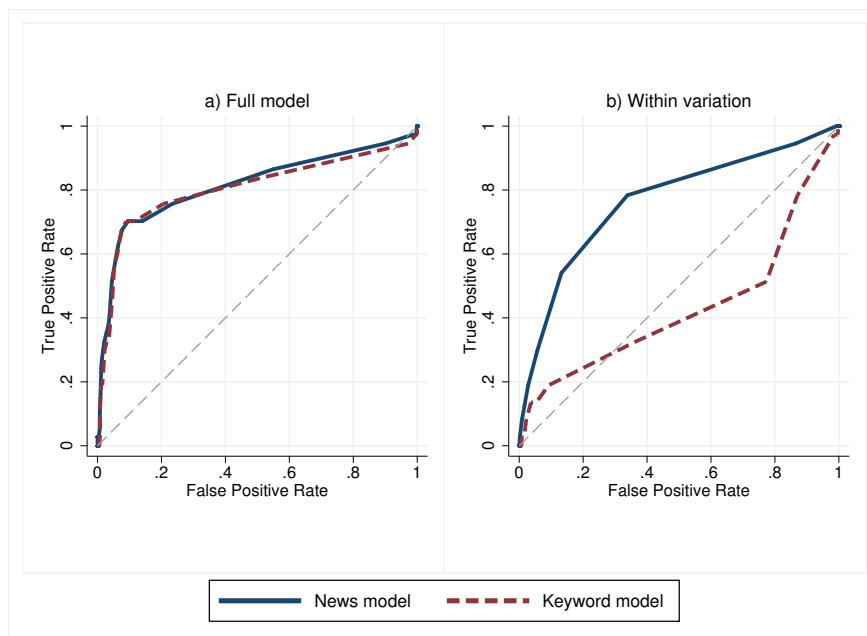 a) Full model
True Positive Rate
0 .2 .4 .6 .8 1
0 .2 .4 .6 .8 1
False Positive Rate
b) Within variation
True Positive Rate
0 .2 .4 .6 .8 1
0 .2 .4 .6 .8 1
False Positive Rate
News model
Keyword model